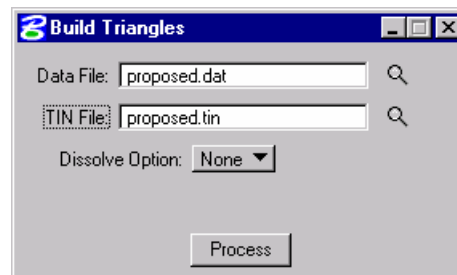 Build Triangles
Data File: proposed.dat
TIN File: proposed.tin
Dissolve Option: None
Process